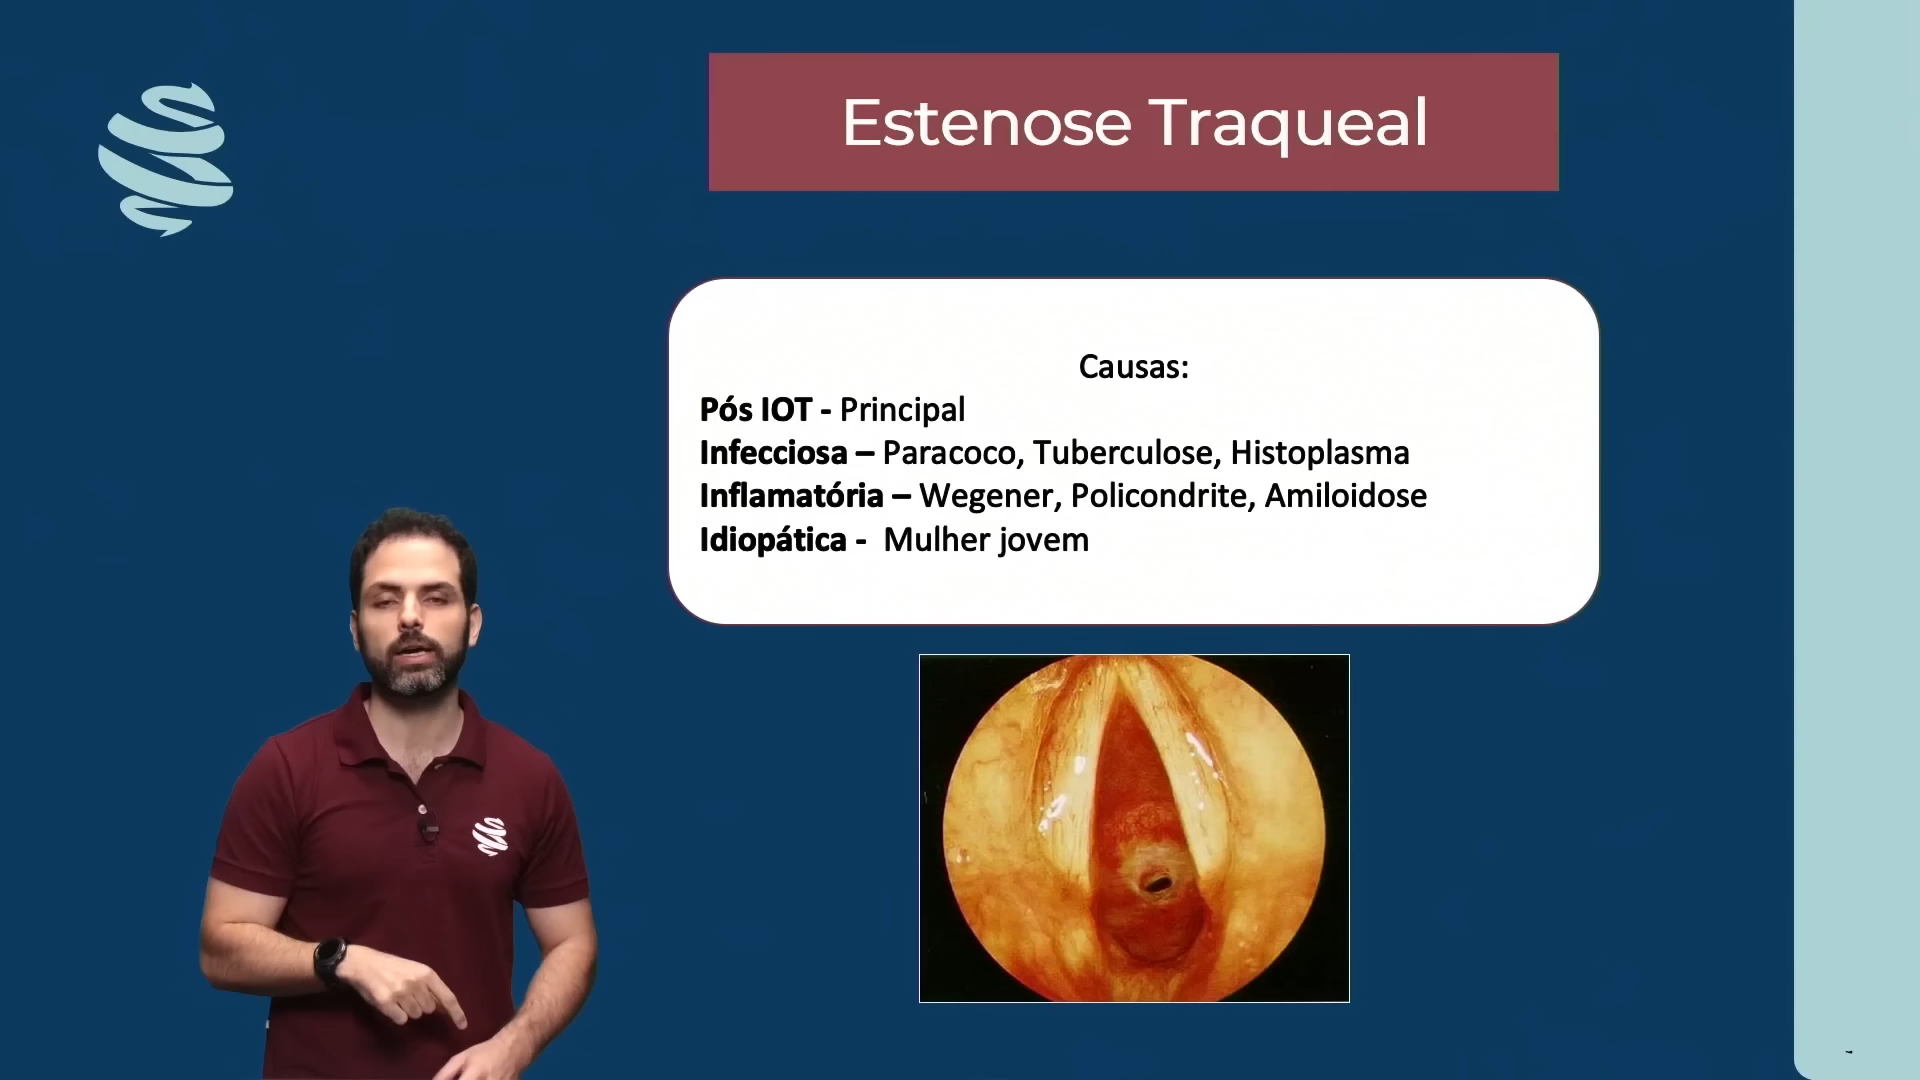 Estenose Traqueal
Causas:
Pós IOT - Principal
Infecciosa – Paracoco, Tuberculose, Histoplasma
Inflamatória – Wegener, Policondrite, Amiloidose
Idiopática - Mulher jovem